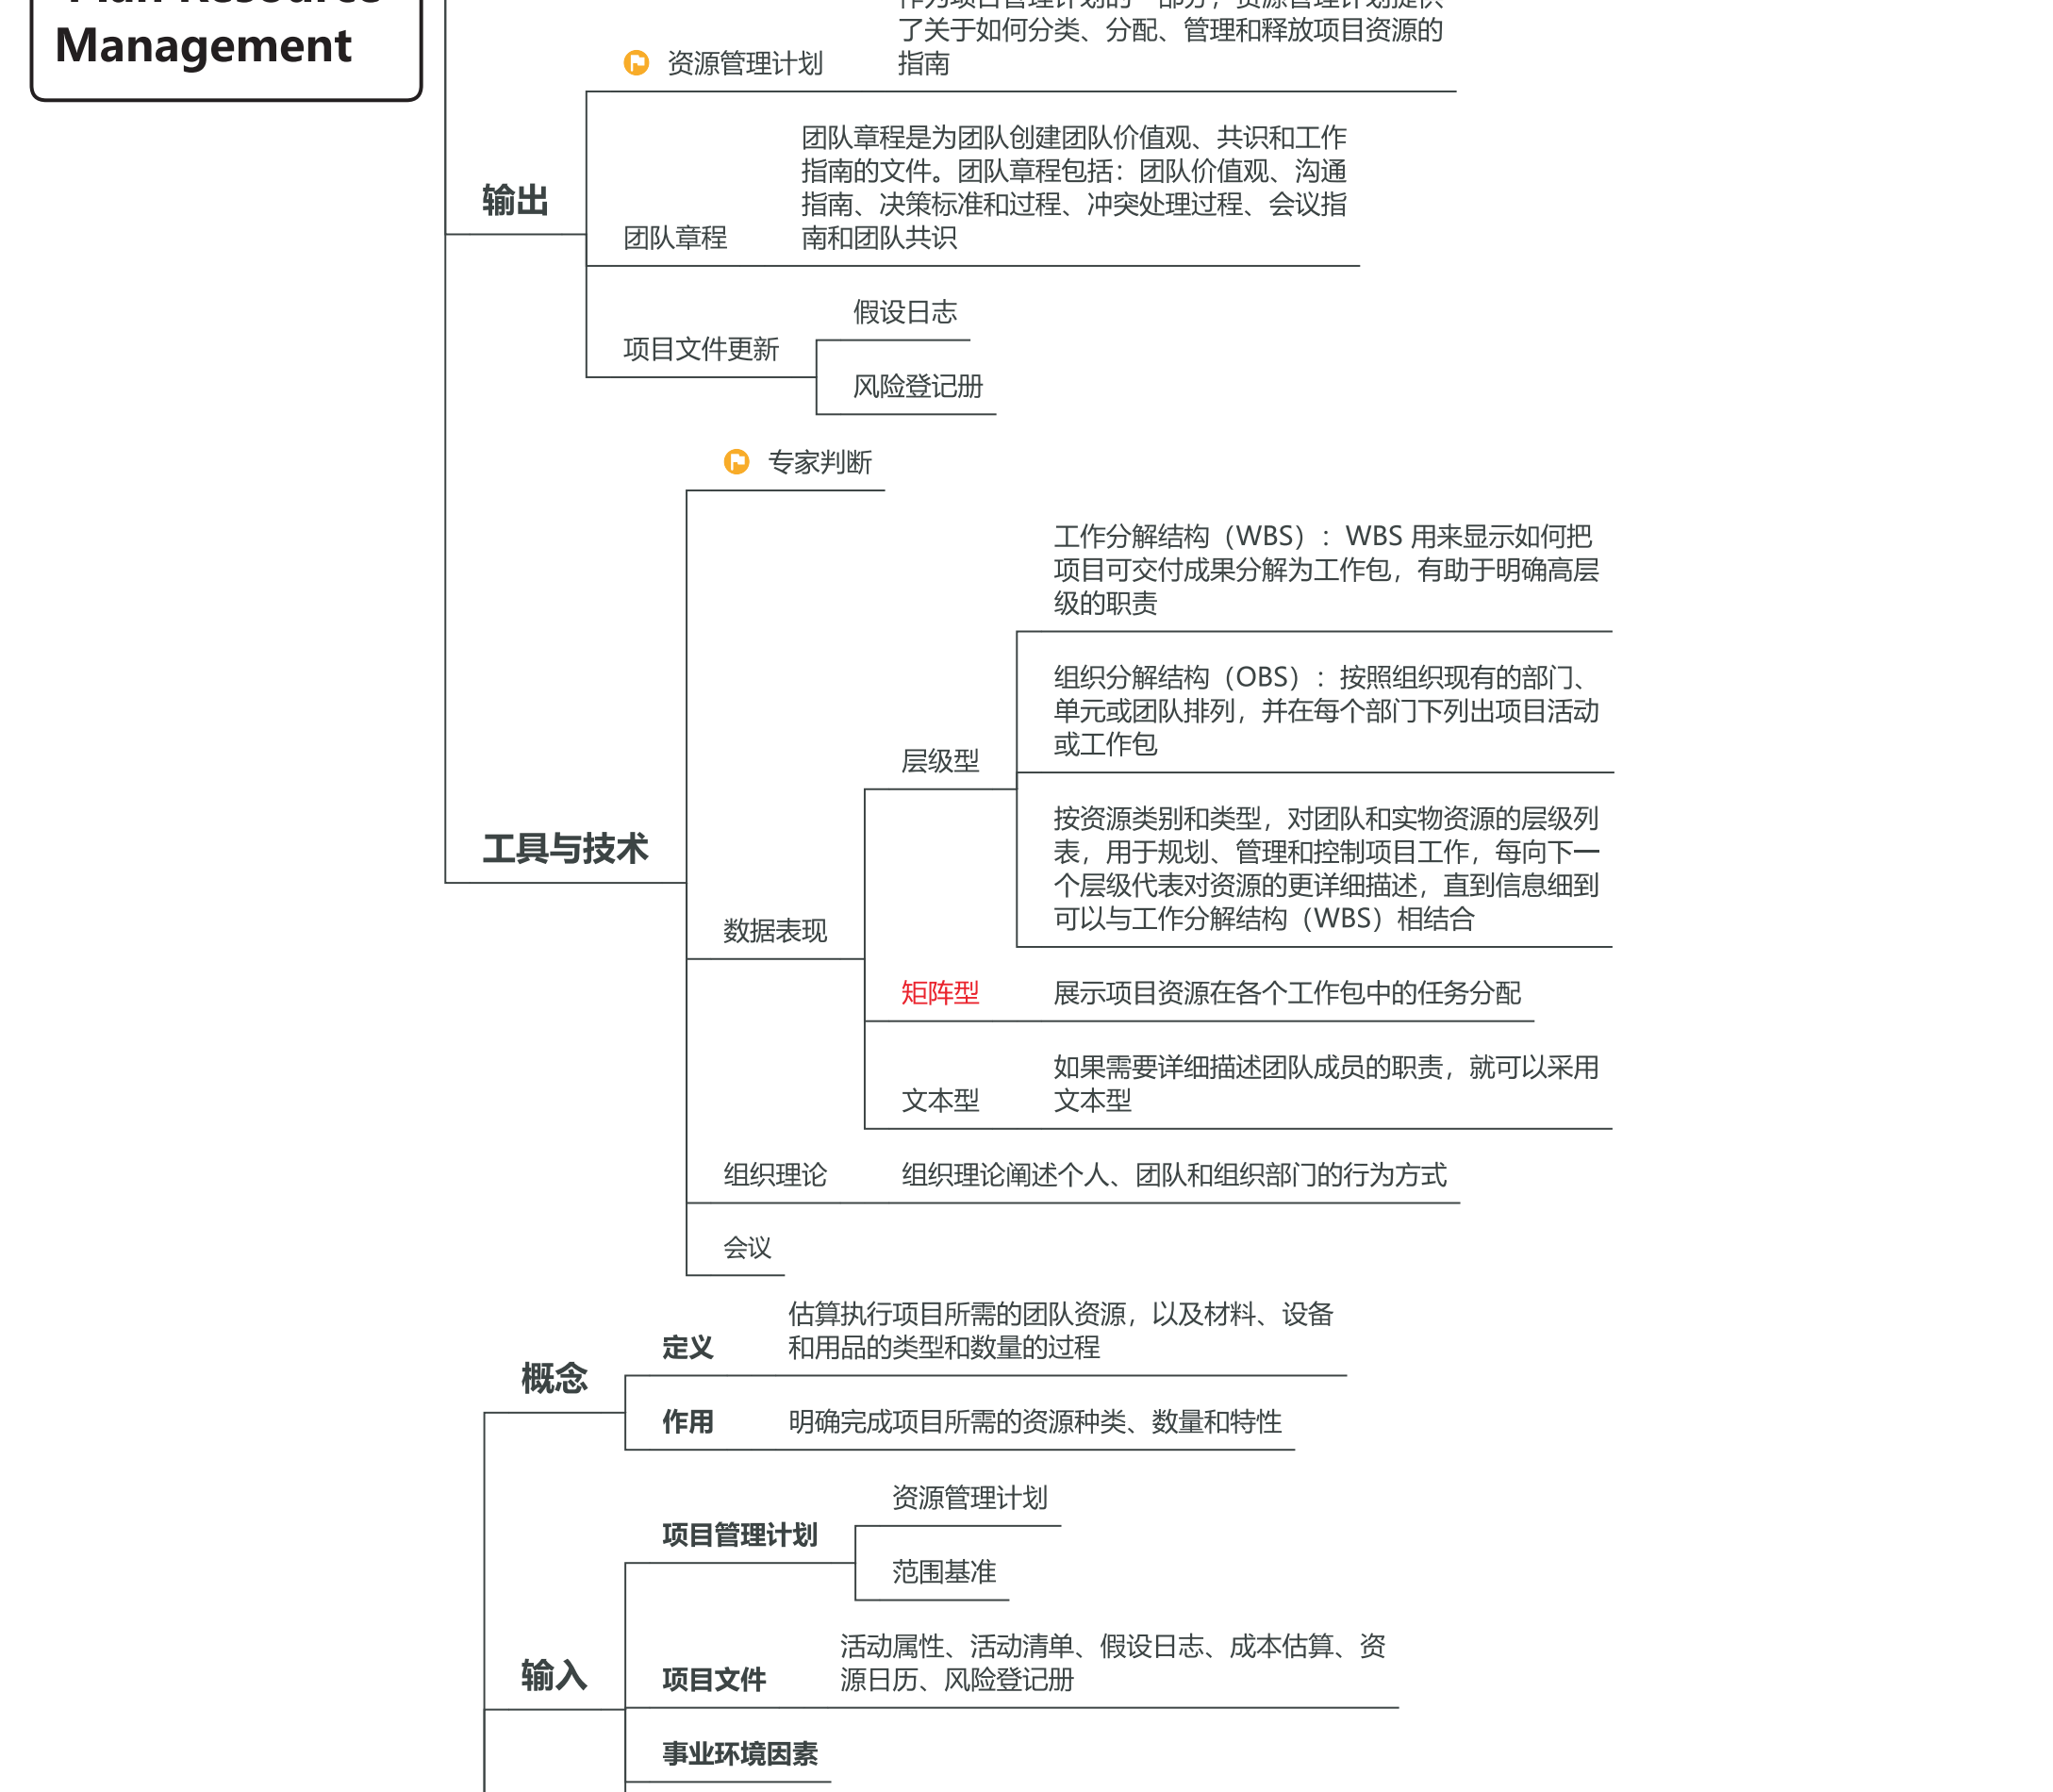 Plan Resource
Management
作为项目管理计划的一部分，资源管理计划提供
了关于如何分类、分配、管理和释放项目资源的
指南
资源管理计划
团队章程是为团队创建团队价值观、共识和工作
指南的文件。团队章程包括：团队价值观、沟通
指南、决策标准和过程、冲突处理过程、会议指
南和团队共识
团队章程
输出
假设日志
项目文件更新
风险登记册
专家判断
工作分解结构（WBS）：WBS 用来显示如何把
项目可交付成果分解为工作包，有助于明确高层
级的职责
组织分解结构（OBS）：按照组织现有的部门、
单元或团队排列，并在每个部门下列出项目活动
或工作包
层级型
按资源类别和类型，对团队和实物资源的层级列
表，用于规划、管理和控制项目工作，每向下一
个层级代表对资源的更详细描述，直到信息细到
可以与工作分解结构（WBS）相结合
工具与技术
数据表现
矩阵型
展示项目资源在各个工作包中的任务分配
如果需要详细描述团队成员的职责，就可以采用
文本型
文本型
组织理论
组织理论阐述个人、团队和组织部门的行为方式
会议
估算执行项目所需的团队资源，以及材料、设备
和用品的类型和数量的过程
定义
概念
作用
明确完成项目所需的资源种类、数量和特性
资源管理计划
项目管理计划
范围基准
活动属性、活动清单、假设日志、成本估算、资
源日历、风险登记册
项目文件
输入
事业环境因素